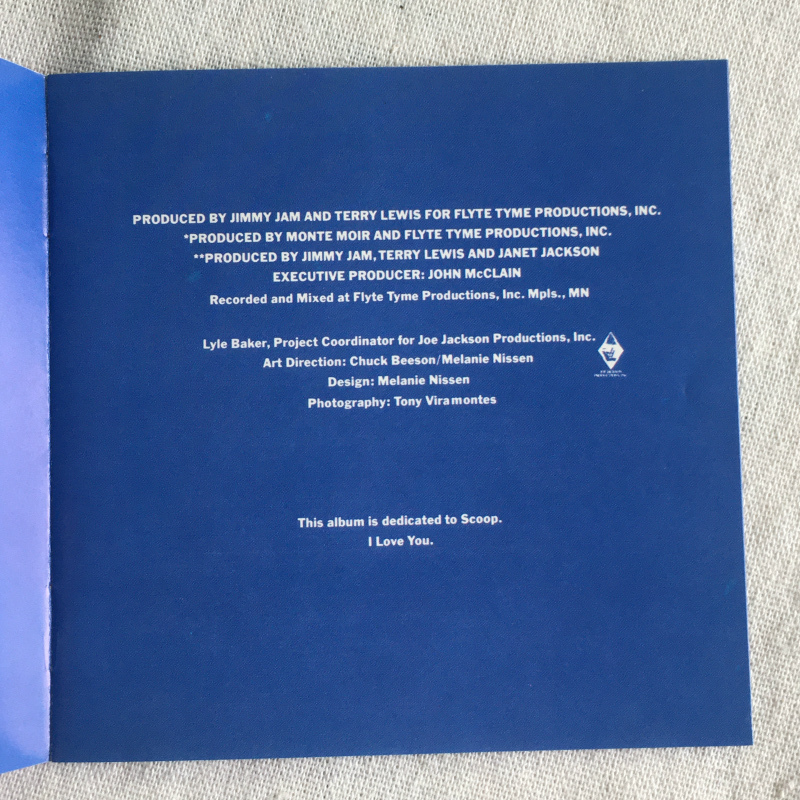 PRODUCED BY JIMMY JAM AND TERRY LEWIS FOR FLYTE TYME PRODUCTIONS, INC.
*PRODUCED BY MONTE MOIR AND FLYTE TYME PRODUCTIONS, INC.
**PRODUCED BY JIMMY JAM, TERRY LEWIS AND JANET JACKSON
EXECUTIVE PRODUCER: JOHN McCLAIN
Recorded and Mixed at Flyte Tyme Productions, Inc. Mpls., MN
Lyle Baker, Project Coordinator for Joe Jackson Productions, Inc.
Art Direction: Chuck Beeson/Melanie Nissen
Design: Melanie Nissen
Photography: Tony Viramontes
This album is dedicated to Scoop.
I Love You.